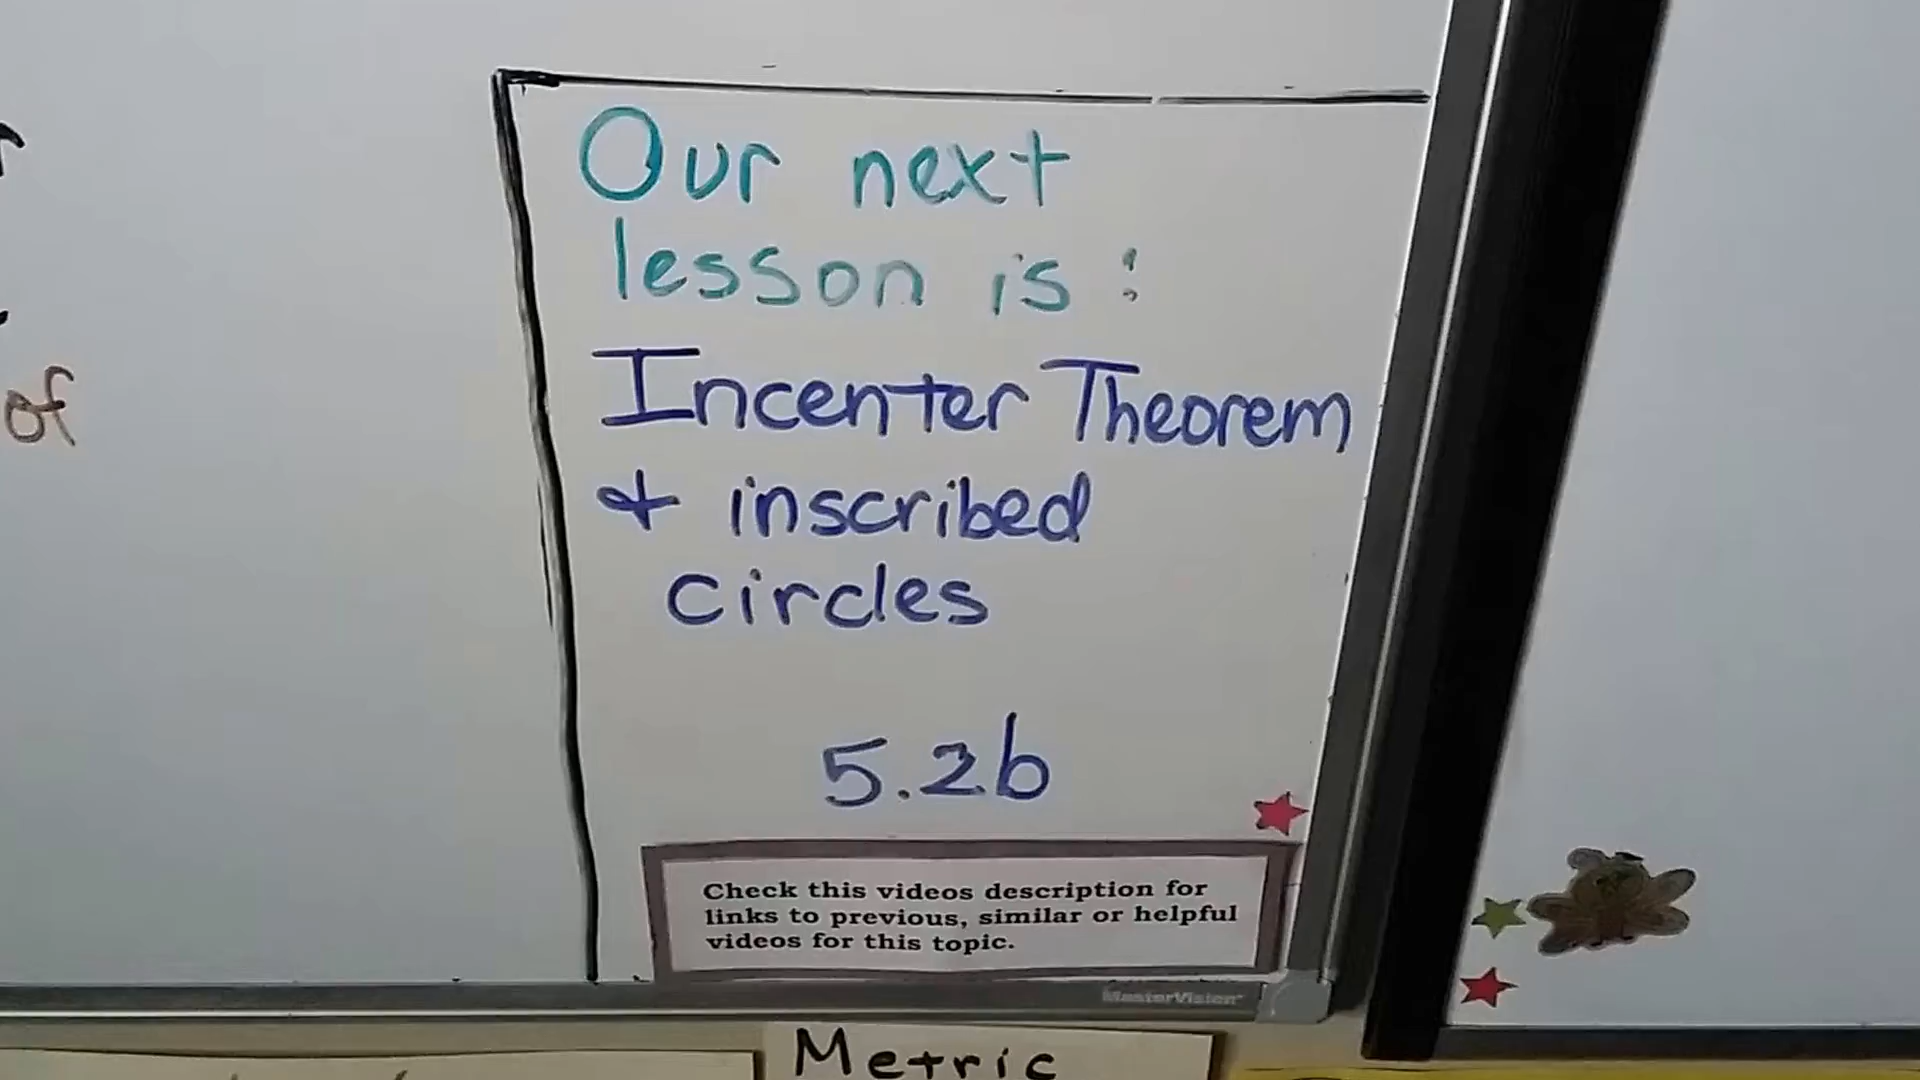 Our next
lesson is:
Incenter Theorem
& inscribed
circles
5.2b
Check this videos description for
links to previous, similar or helpful
videos for this topic.
MasterVision
Metric
of